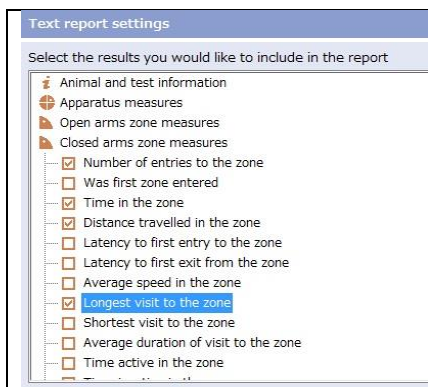 Text report settings
Select the results you would like to include in the report
Animal and test information
Apparatus measures
Open arms zone measures
Closed arms zone measures
Number of entries to the zone
Was first zone entered
Time in the zone
Distance travelled in the zone
Latency to first entry to the zone
Latency to first exit from the zone
Average speed in the zone
Longest visit to the zone
Shortest visit to the zone
Average duration of visit to the zone
Time active in the zone